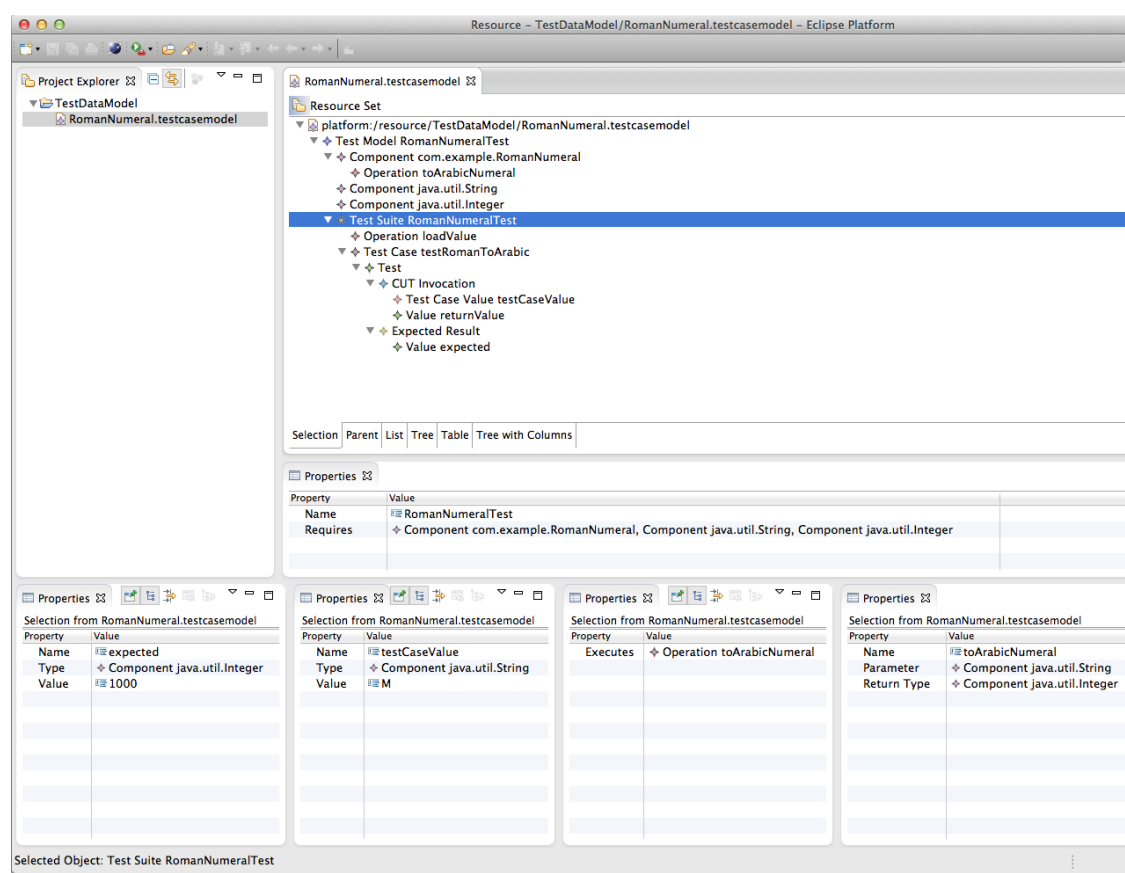 Resource – TestDataModel/RomanNumeral.testcasemodel – Eclipse Platform
Project Explorer
TestDataModel
RomanNumeral.testcasemodel
RomanNumeral.testcasemodel
Resource Set
platform:/resource/TestDataModel/RomanNumeral.testcasemodel
Test Model RomanNumeralTest
Component com.example.RomanNumeral
Operation toArabicNumeral
Component java.util.String
Component java.util.Integer
Test Suite RomanNumeralTest
Operation loadValue
Test Case testRomanToArabic
Test
CUT Invocation
Test Case Value testCaseValue
Value returnValue
Expected Result
Value expected
Selection Parent List Tree Table Tree with Columns
Properties
Property Value
Name RomanNumeralTest
Requires Component com.example.RomanNumeral, Component java.util.String, Component java.util.Integer
Properties
Selection from RomanNumeral.testcasemodel
Property Value
Name expected
Type Component java.util.Integer
Value 1000
Properties
Selection from RomanNumeral.testcasemodel
Property Value
Name testCaseValue
Type Component java.util.String
Value M
Properties
Selection from RomanNumeral.testcasemodel
Property Value
Executes Operation toArabicNumeral
Properties
Selection from RomanNumeral.testcasemodel
Property Value
Name toArabicNumeral
Parameter Component java.util.String
Return Type Component java.util.Integer
Selected Object: Test Suite RomanNumeralTest